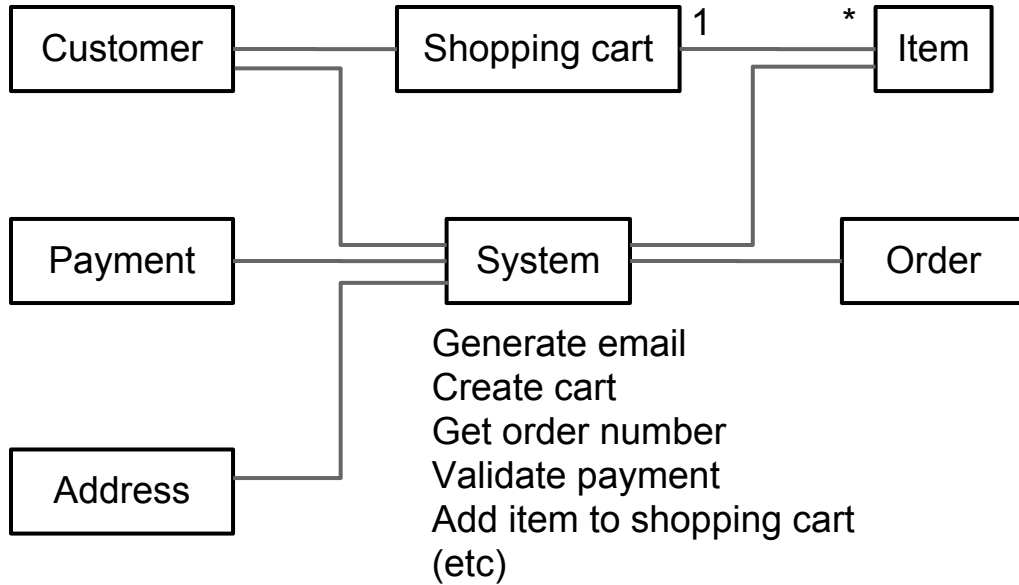 Customer
Shopping cart
1
*
Item
Payment
System
Order
Generate email
Create cart
Get order number
Validate payment
Add item to shopping cart
(etc)
Address